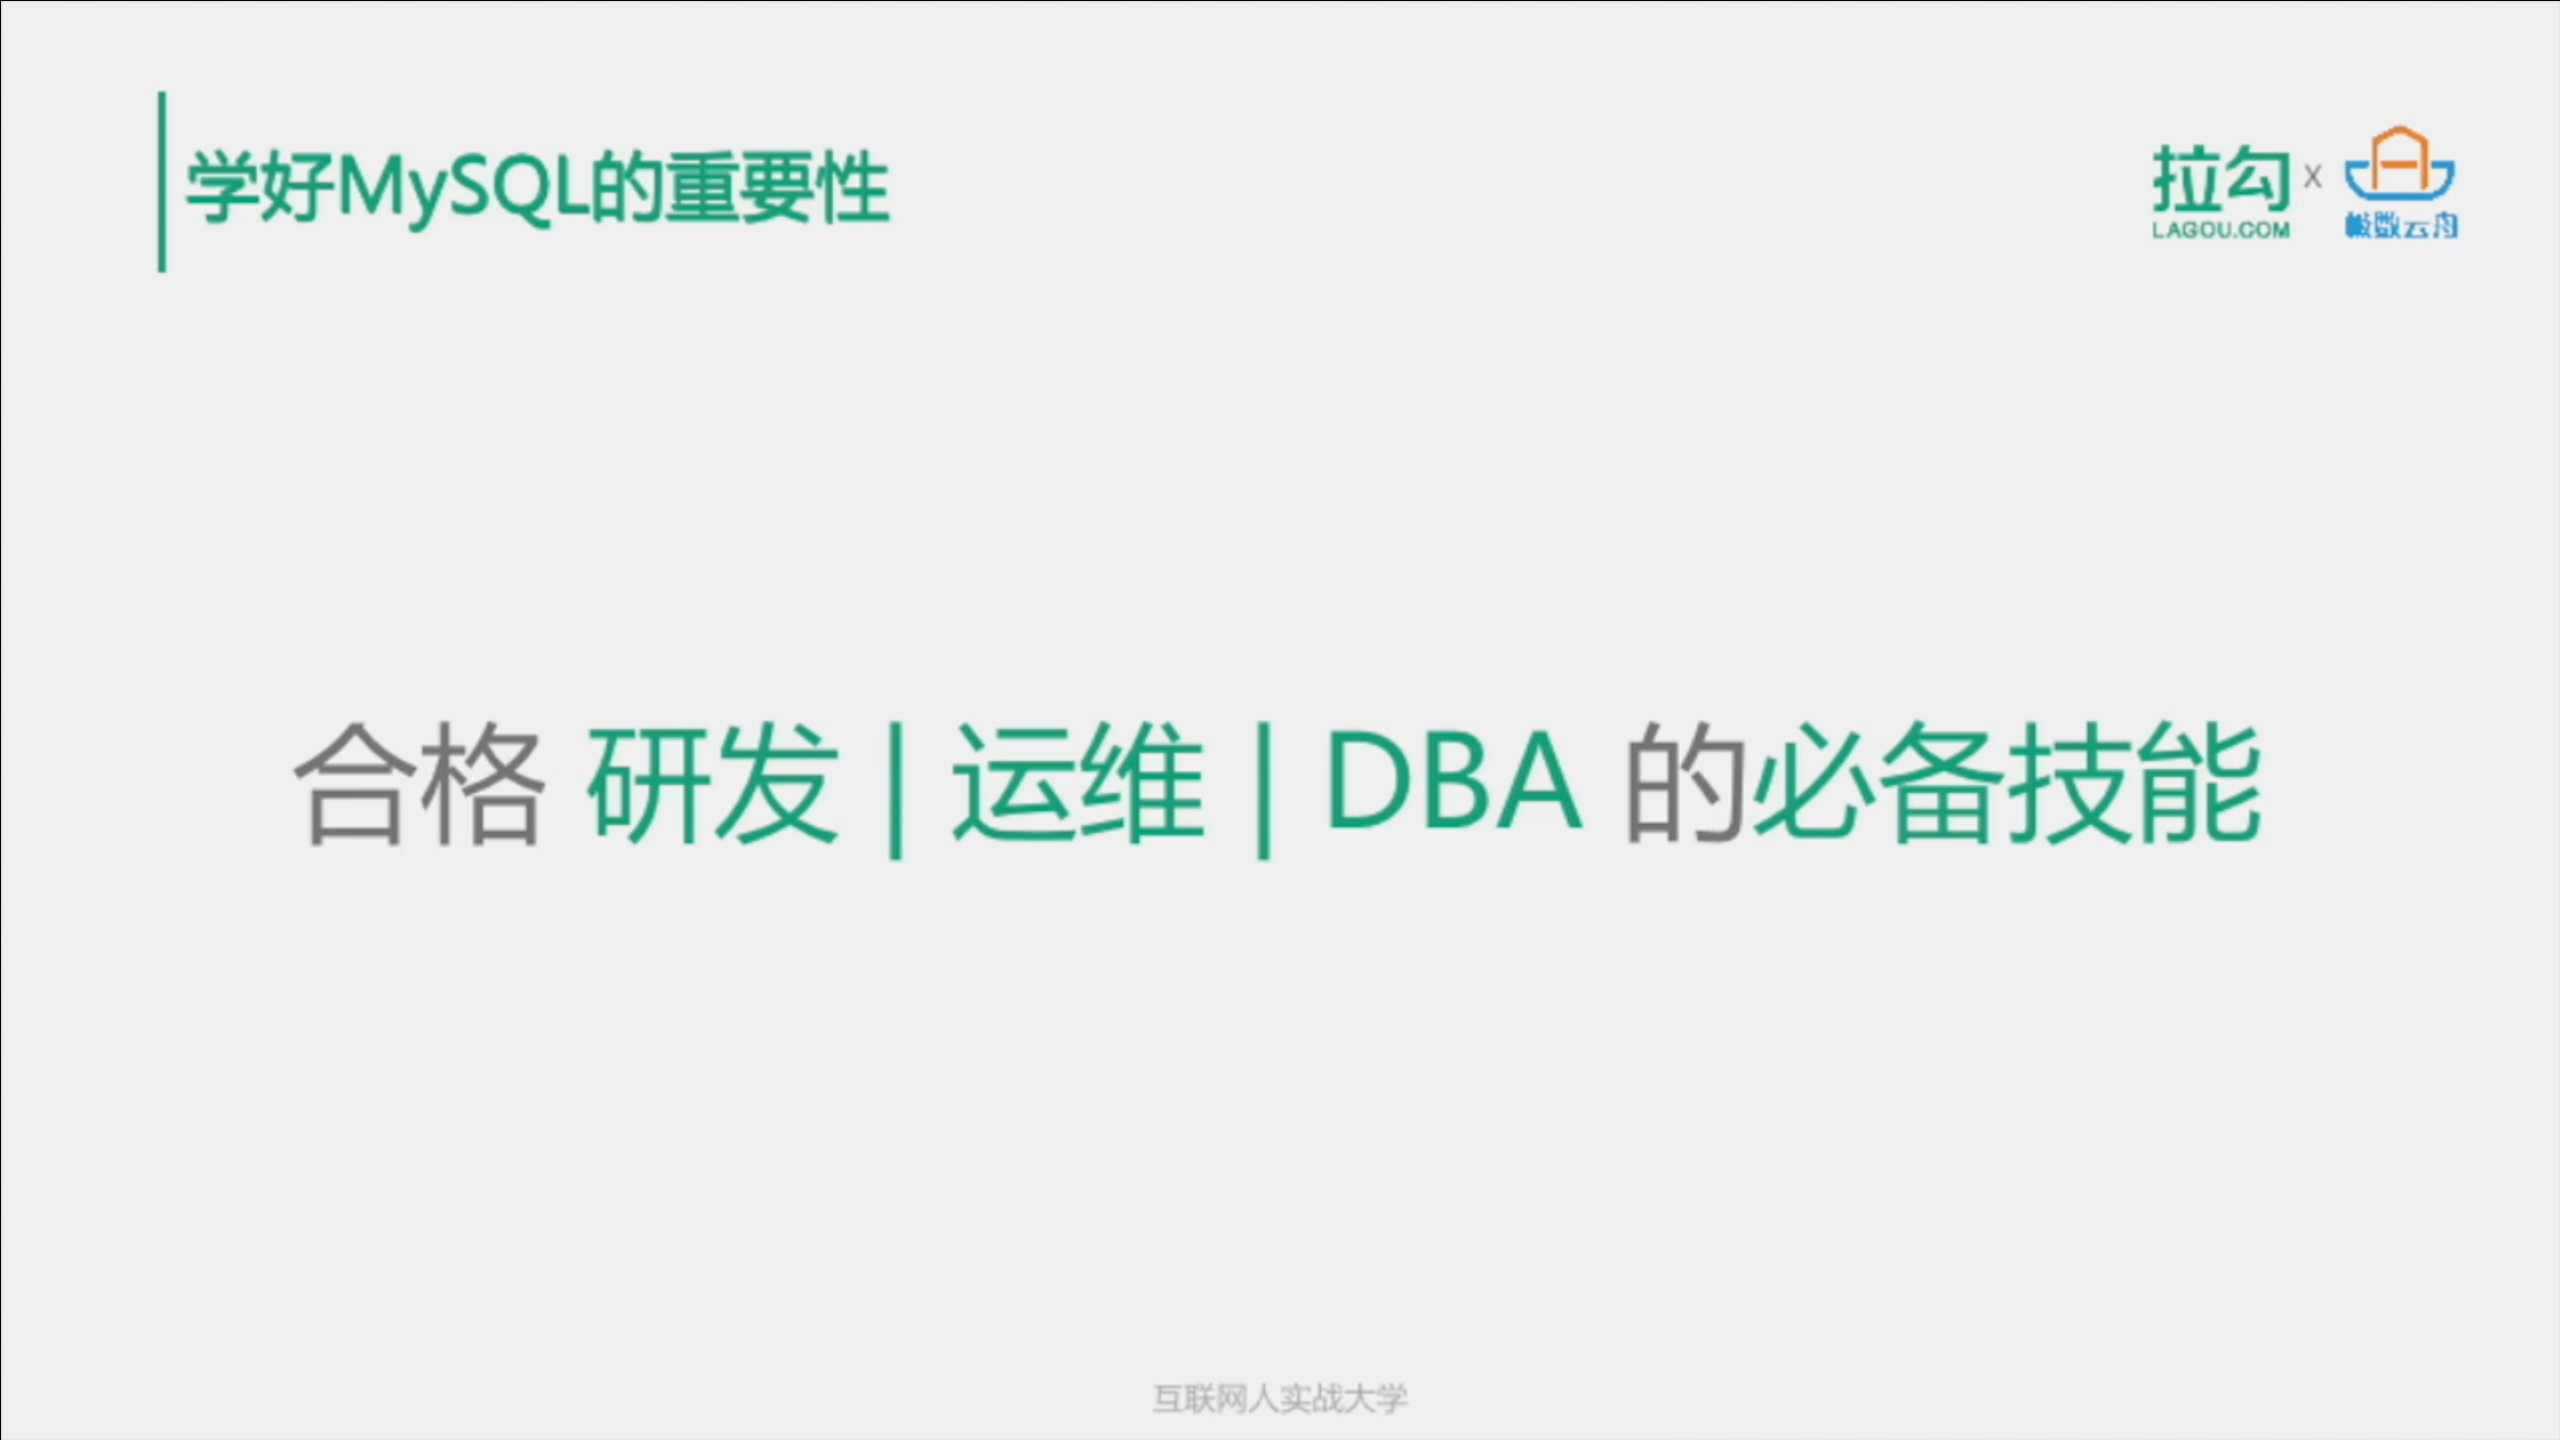 学好MySQL的重要性
拉勾 x
LAGOU.COM
极数云舟
合格 研发 | 运维 | DBA 的必备技能
互联网人实战大学